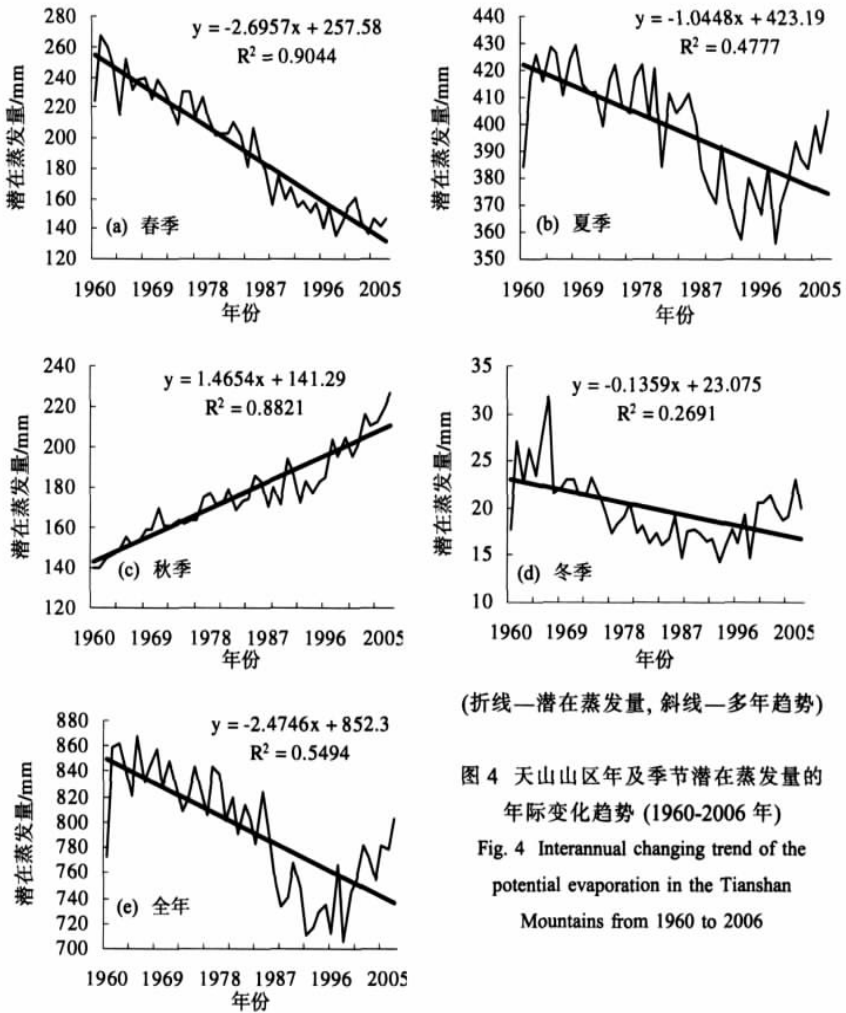 280
260
240
220
200
180
160
140
120
潜在蒸发量/mm
y = -2.6957x + 257.58
R² = 0.9044
(a) 春季
1960 1969 1978 1987 1996 2005
年份
440
430
420
410
400
390
380
370
360
350
潜在蒸发量/mm
y = -1.0448x + 423.19
R² = 0.4777
(b) 夏季
1960 1969 1978 1987 1996 2005
年份
240
220
200
180
160
140
120
潜在蒸发量/mm
y = 1.4654x + 141.29
R² = 0.8821
(c) 秋季
1960 1969 1978 1987 1996 2005
年份
35
30
25
20
15
10
潜在蒸发量/mm
y = -0.1359x + 23.075
R² = 0.2691
(d) 冬季
1960 1969 1978 1987 1996 2005
年份
880
860
840
820
800
780
760
740
720
700
潜在蒸发量/mm
y = -2.4746x + 852.3
R² = 0.5494
(e) 全年
1960 1969 1978 1987 1996 2005
年份
(折线—潜在蒸发量, 斜线—多年趋势)
图 4 天山山区年及季节潜在蒸发量的
年际变化趋势 (1960-2006 年)
Fig. 4 Interannual changing trend of the
potential evaporation in the Tianshan
Mountains from 1960 to 2006